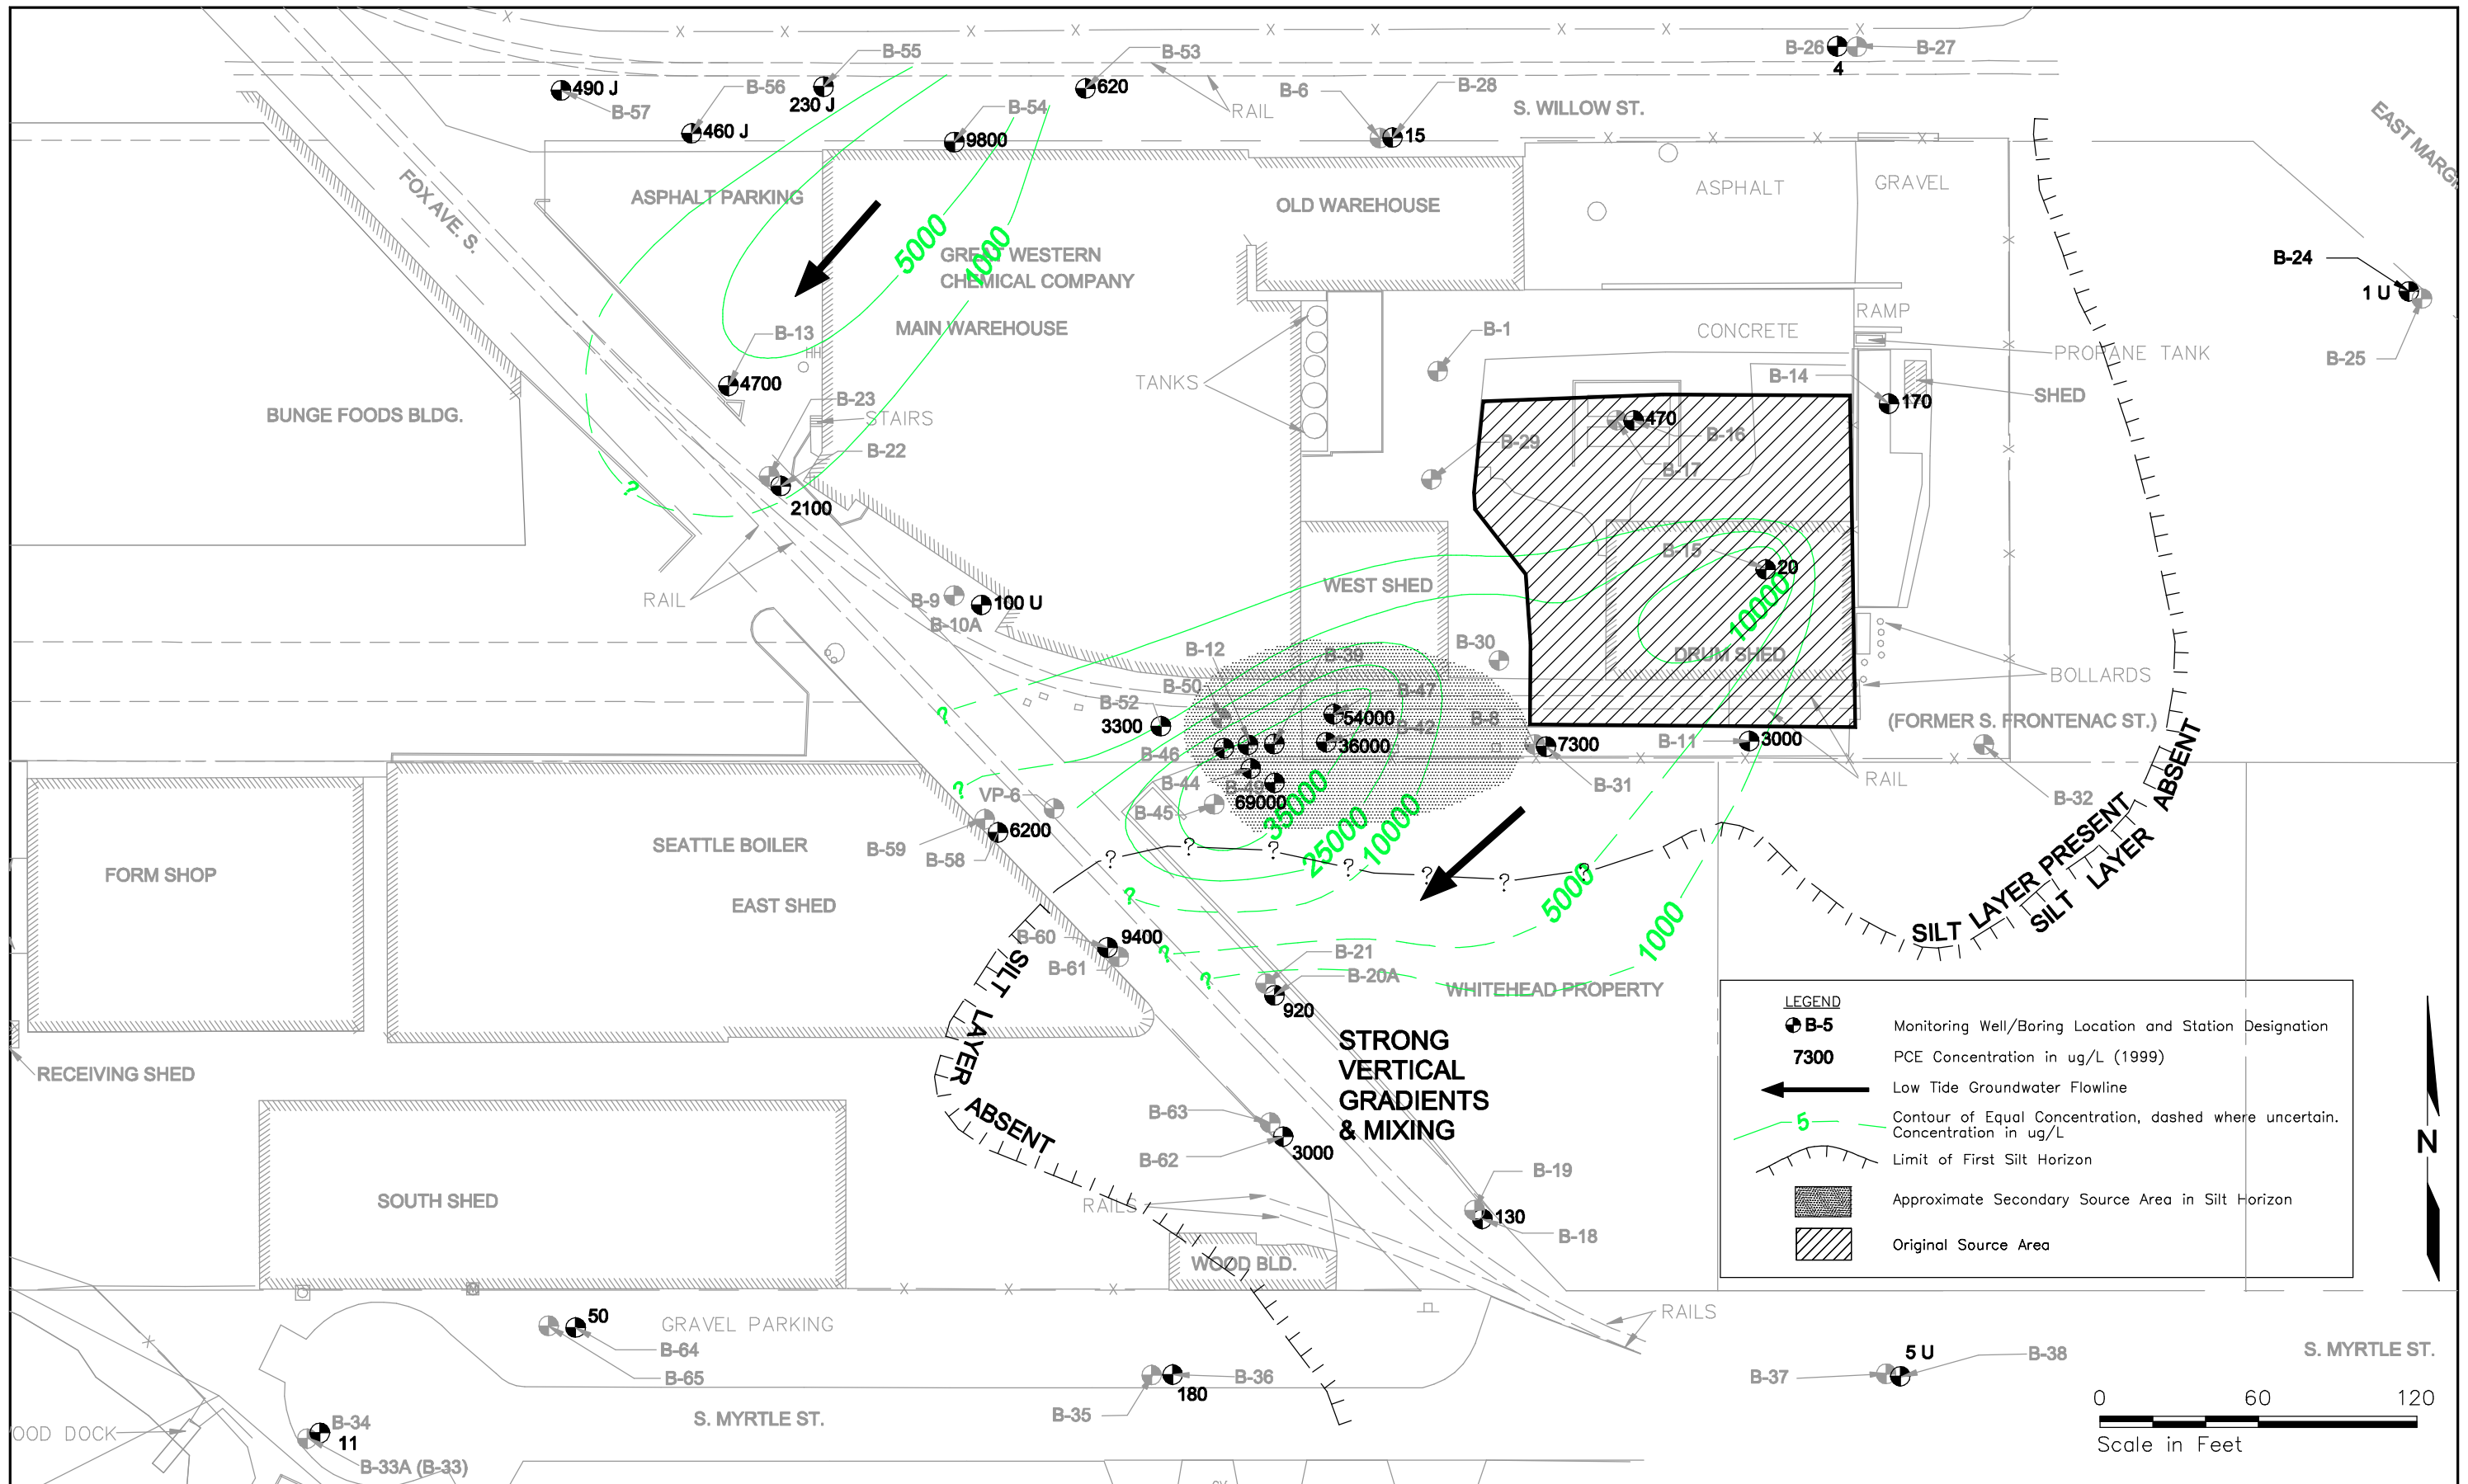 B-55
B-53
B-26
B-27
4
490 J
B-57
B-56
230 J
620
B-6
B-28
RAIL
S. WILLOW ST.
EAST MARGI
460 J
B-54
9800
15
FOX AVE. S.
ASPHALT PARKING
OLD WAREHOUSE
ASPHALT
GRAVEL
5000
1000
GREAT WESTERN
CHEMICAL COMPANY
MAIN WAREHOUSE
B-24
1 U
B-25
RAMP
CONCRETE
PROPANE TANK
B-13
4700
HH
B-1
TANKS
B-14
170
SHED
BUNGE FOODS BLDG.
B-23
STAIRS
B-22
2100
?
B-29
470
B-16
B-17
B-15
20
10000
DRUM SHED
WEST SHED
RAIL
B-9
100 U
B-10A
B-12
B-39
B-30
BOLLARDS
B-50
B-47
B-52
3300
54000
B-42
B-8
(FORMER S. FRONTENAC ST.)
?
B-46
36000
7300
B-11
3000
RAIL
B-31
B-32
?
VP-6
B-44
B-49
B-45
69000
35000
25000
10000
SILT LAYER PRESENT
SILT LAYER
ABSENT
FORM SHOP
SEATTLE BOILER
EAST SHED
B-59
6200
B-58
? ? ? ? ? ? ?
5000
1000
?
B-60
9400
B-61
?
?
B-21
B-20A
920
WHITEHEAD PROPERTY
SILT LAYER ABSENT
RECEIVING SHED
STRONG
VERTICAL
GRADIENTS
& MIXING
B-63
B-62
3000
SOUTH SHED
RAILS
B-19
130
B-18
WOOD BLD.
LEGEND
B-5 Monitoring Well/Boring Location and Station Designation
7300 PCE Concentration in ug/L (1999)
Low Tide Groundwater Flowline
5 Contour of Equal Concentration, dashed where uncertain.
Concentration in ug/L
Limit of First Silt Horizon
Approximate Secondary Source Area in Silt Horizon
Original Source Area
N
50
GRAVEL PARKING
B-64
B-65
RAILS
S. MYRTLE ST.
5 U
B-37
B-38
B-36
180
B-35
S. MYRTLE ST.
0 60 120
Scale in Feet
OOD DOCK
B-34
11
B-33A (B-33)